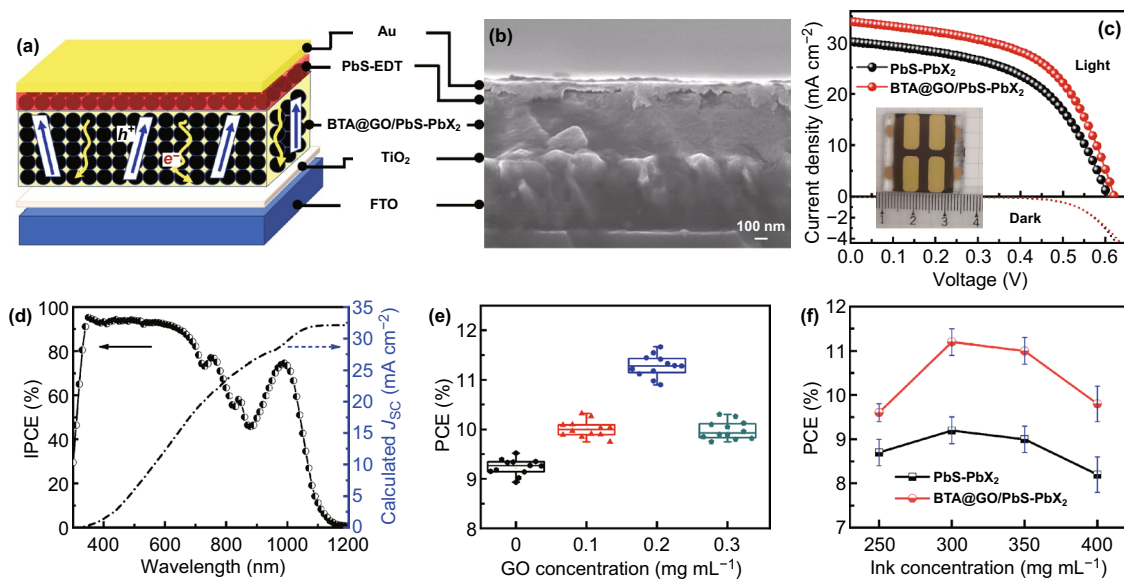 (a)
h⁺
e⁻
Au
PbS-EDT
BTA@GO/PbS-PbX₂
TiO₂
FTO
(b)
100 nm
(c)
Current density (mA cm⁻²)
30
20
10
0
−2
−4
PbS-PbX₂
BTA@GO/PbS-PbX₂
Light
Dark
1 2 3 4
0.0 0.1 0.2 0.3 0.4 0.5 0.6
Voltage (V)
(d)
IPCE (%)
100
80
60
40
20
0
35
30
25
20
15
10
5
0
Calculated J_SC (mA cm⁻²)
400 600 800 1000 1200
Wavelength (nm)
(e)
PCE (%)
12
11
10
9
8
0 0.1 0.2 0.3
GO concentration (mg mL⁻¹)
(f)
PCE (%)
12
11
10
9
8
7
PbS-PbX₂
BTA@GO/PbS-PbX₂
250 300 350 400
Ink concentration (mg mL⁻¹)